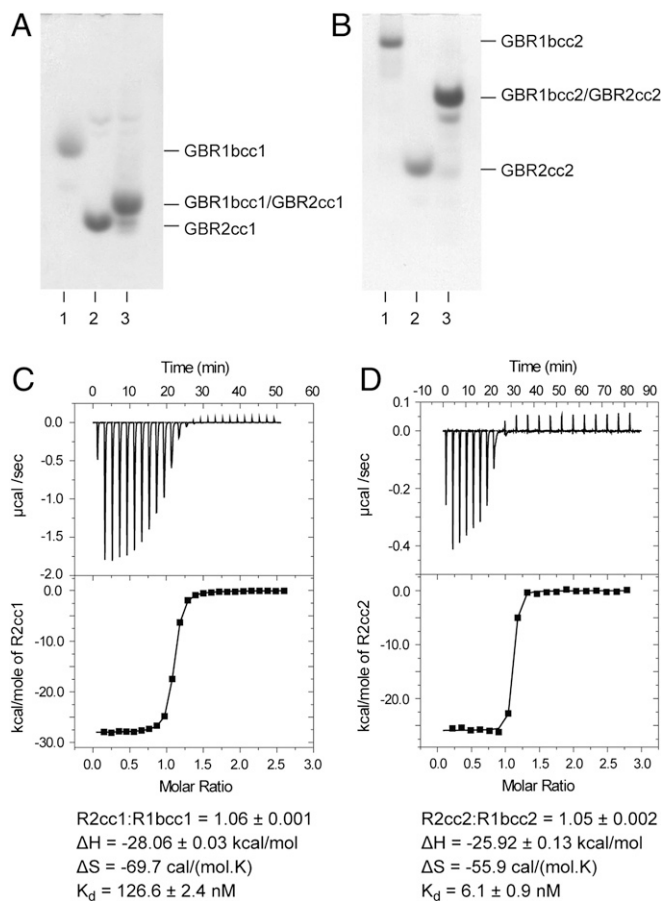 A
GBR1bcc1
GBR1bcc1/GBR2cc1
GBR2cc1
1 2 3
B
GBR1bcc2
GBR1bcc2/GBR2cc2
GBR2cc2
1 2 3
C
Time (min)
0 10 20 30 40 50 60
0.0
-0.5
-1.0
-1.5
-2.0
µcal /sec
0.0
-10.0
-20.0
-30.0
kcal/mole of R2cc1
0.0 0.5 1.0 1.5 2.0 2.5 3.0
Molar Ratio
R2cc1:R1bcc1 = 1.06 ± 0.001
ΔH = -28.06 ± 0.03 kcal/mol
ΔS = -69.7 cal/(mol.K)
Kd = 126.6 ± 2.4 nM
D
Time (min)
-10 0 10 20 30 40 50 60 70 80 90
0.1
0.0
-0.2
-0.4
µcal /sec
0.0
-10.0
-20.0
kcal/mole of R2cc2
0.0 0.5 1.0 1.5 2.0 2.5 3.0
Molar Ratio
R2cc2:R1bcc2 = 1.05 ± 0.002
ΔH = -25.92 ± 0.13 kcal/mol
ΔS = -55.9 cal/(mol.K)
Kd = 6.1 ± 0.9 nM